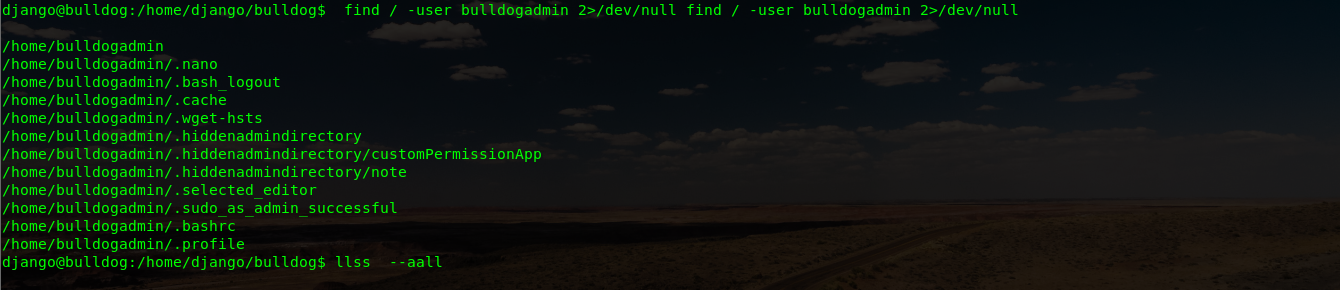 django@bulldog:/home/django/bulldog$  find / -user bulldogadmin 2>/dev/null find / -user bulldogadmin 2>/dev/null
/home/bulldogadmin
/home/bulldogadmin/.nano
/home/bulldogadmin/.bash_logout
/home/bulldogadmin/.cache
/home/bulldogadmin/.wget-hsts
/home/bulldogadmin/.hiddenadmindirectory
/home/bulldogadmin/.hiddenadmindirectory/customPermissionApp
/home/bulldogadmin/.hiddenadmindirectory/note
/home/bulldogadmin/.selected_editor
/home/bulldogadmin/.sudo_as_admin_successful
/home/bulldogadmin/.bashrc
/home/bulldogadmin/.profile
django@bulldog:/home/django/bulldog$ llss  --aall